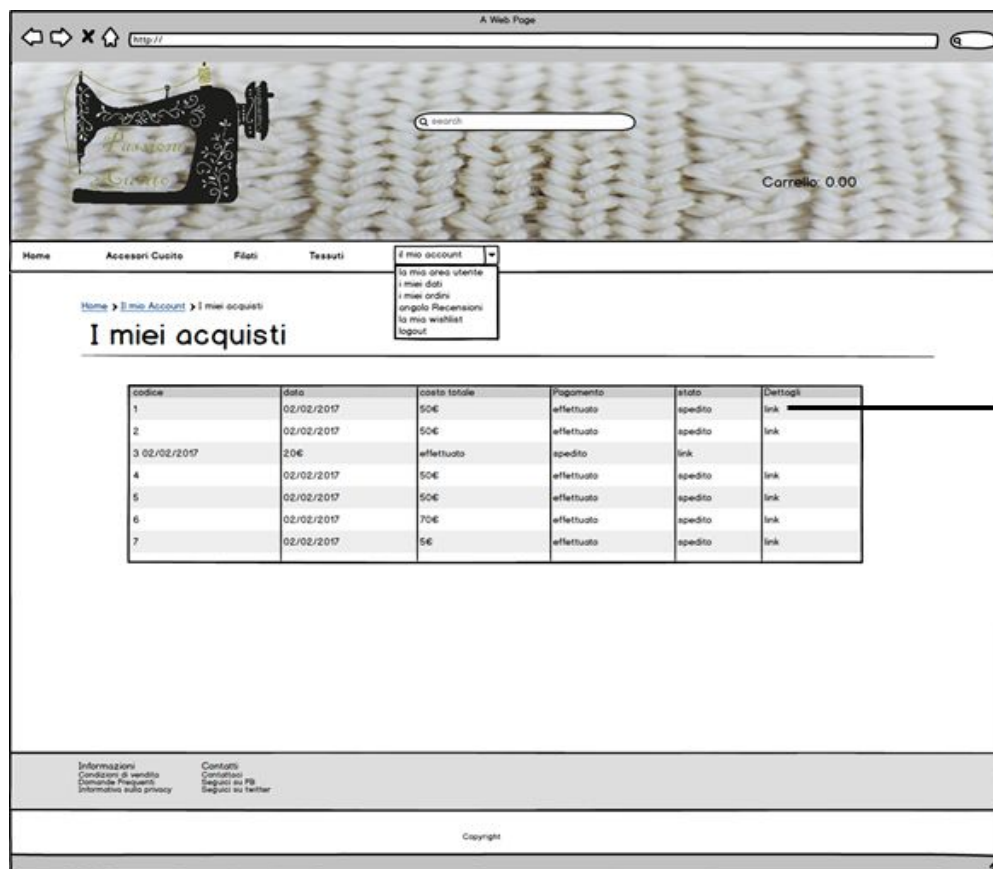 A Web Page
http://
search
Passione
Cucito
Carrello: 0.00
Home Accesori Cucito Filati Tessuti il mio account
la mia area utente
i miei dati
i miei ordini
angolo Recensioni
la mia wishlist
logout
Home > Il mio Account > I miei acquisti
I miei acquisti
codice data costo totale Pagamento stato Dettagli
1 02/02/2017 50€ effettuato spedito link
2 02/02/2017 50€ effettuato spedito link
3 02/02/2017 20€ effettuato spedito link
4 02/02/2017 50€ effettuato spedito link
5 02/02/2017 50€ effettuato spedito link
6 02/02/2017 70€ effettuato spedito link
7 02/02/2017 5€ effettuato spedito link
Informazioni Contatti
Condizioni di vendita Contattaci
Domande Frequenti Seguici su FB
Informativa sulla privacy Seguici su twitter
Copyright